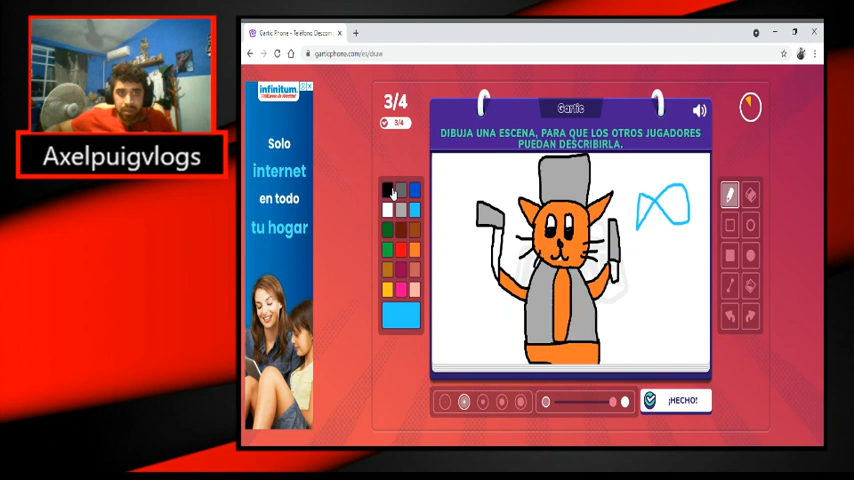 Gartic Phone - Teléfono Descom
garticphone.com/es/draw
infinitum.
Solo
internet
en todo
tu hogar
Axelpuigvlogs
3/4
3/4
Gartic
DIBUJA UNA ESCENA, PARA QUE LOS OTROS JUGADORES
PUEDAN DESCRIBIRLA.
¡HECHO!